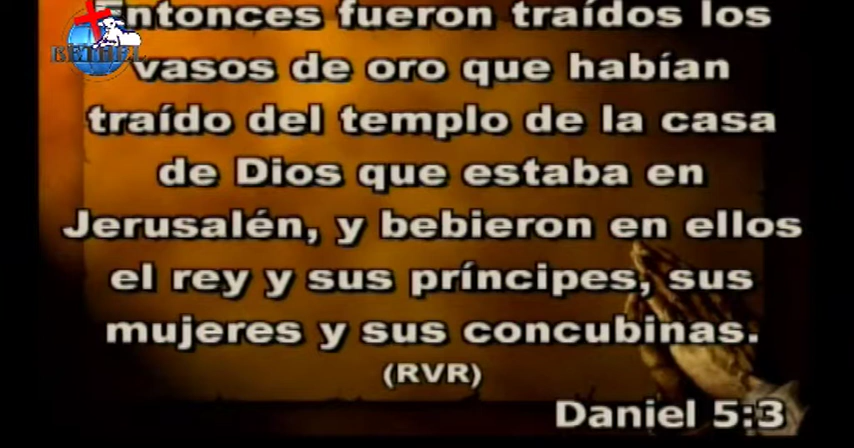 Entonces fueron traídos los
BETHEL
vasos de oro que habían
traído del templo de la casa
de Dios que estaba en
Jerusalén, y bebieron en ellos
el rey y sus príncipes, sus
mujeres y sus concubinas.
(RVR)
Daniel 5:3